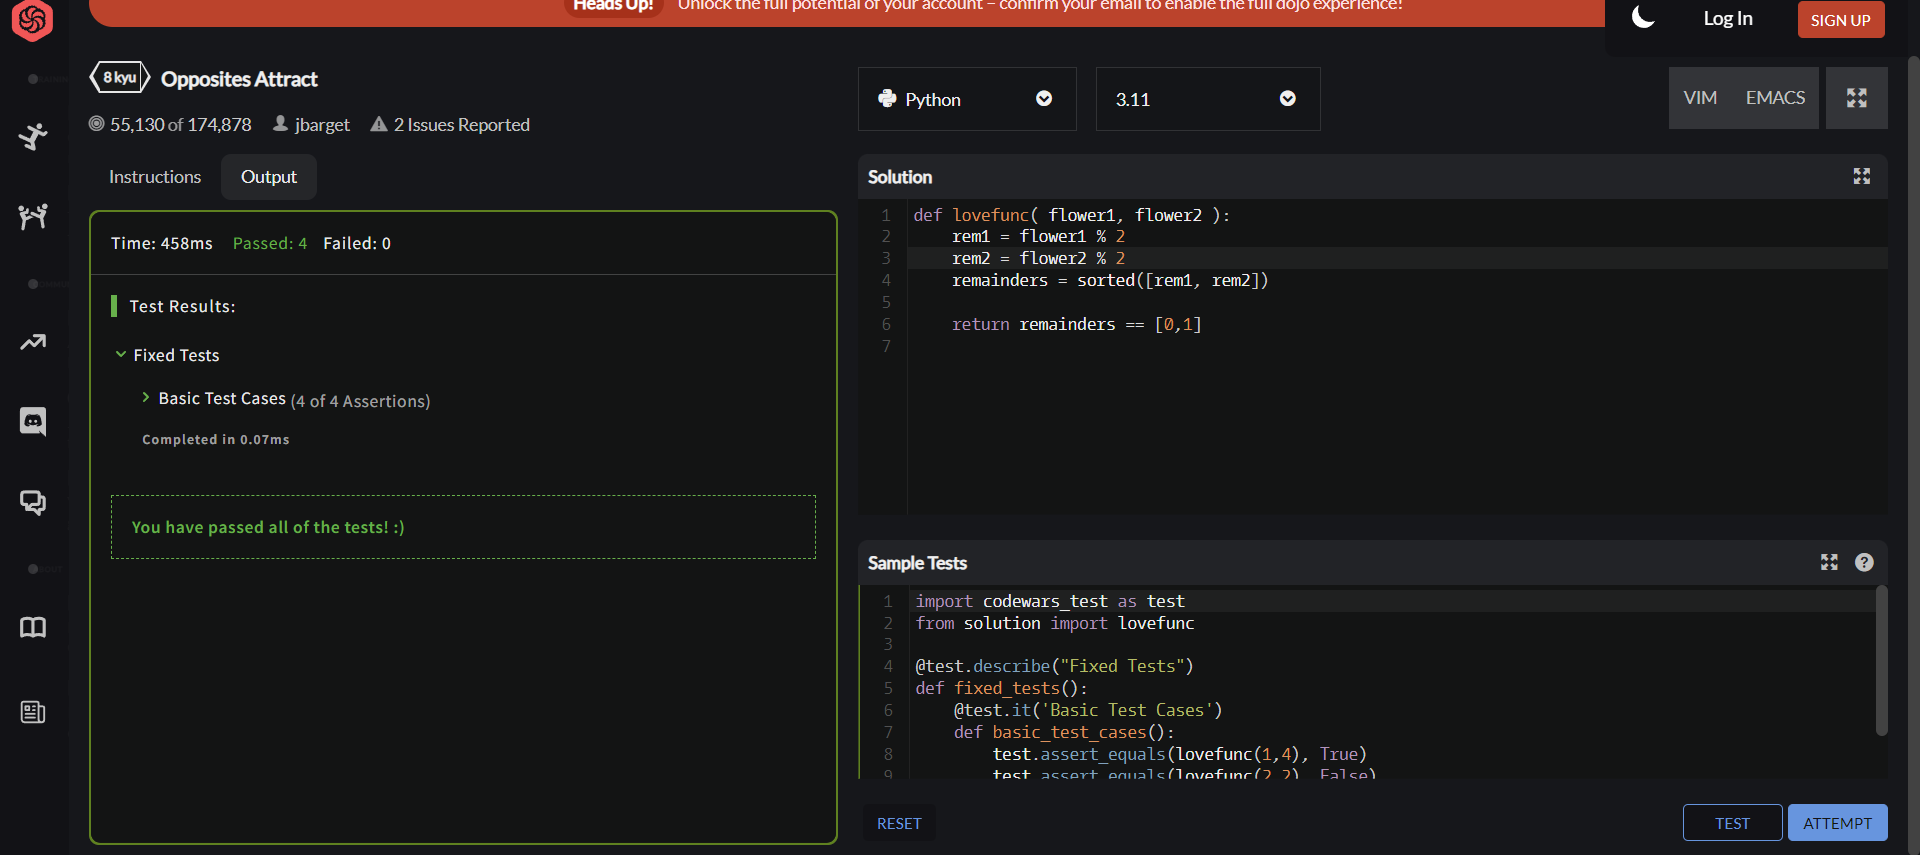 Heads Up! Unlock the full potential of your account – confirm your email to enable the full dojo experience!
Log In
SIGN UP
8 kyu Opposites Attract
55,130 of 174,878 jbarget 2 Issues Reported
Instructions Output
Time: 458ms Passed: 4 Failed: 0
Test Results:
Fixed Tests
Basic Test Cases (4 of 4 Assertions)
Completed in 0.07ms
You have passed all of the tests! :)
Python 3.11
VIM EMACS
Solution
1 def lovefunc( flower1, flower2 ):
2     rem1 = flower1 % 2
3     rem2 = flower2 % 2
4     remainders = sorted([rem1, rem2])
5
6     return remainders == [0,1]
7
Sample Tests
1 import codewars_test as test
2 from solution import lovefunc
3
4 @test.describe("Fixed Tests")
5 def fixed_tests():
6     @test.it('Basic Test Cases')
7     def basic_test_cases():
8         test.assert_equals(lovefunc(1,4), True)
9         test.assert_equals(lovefunc(2,2), False)
RESET TEST ATTEMPT